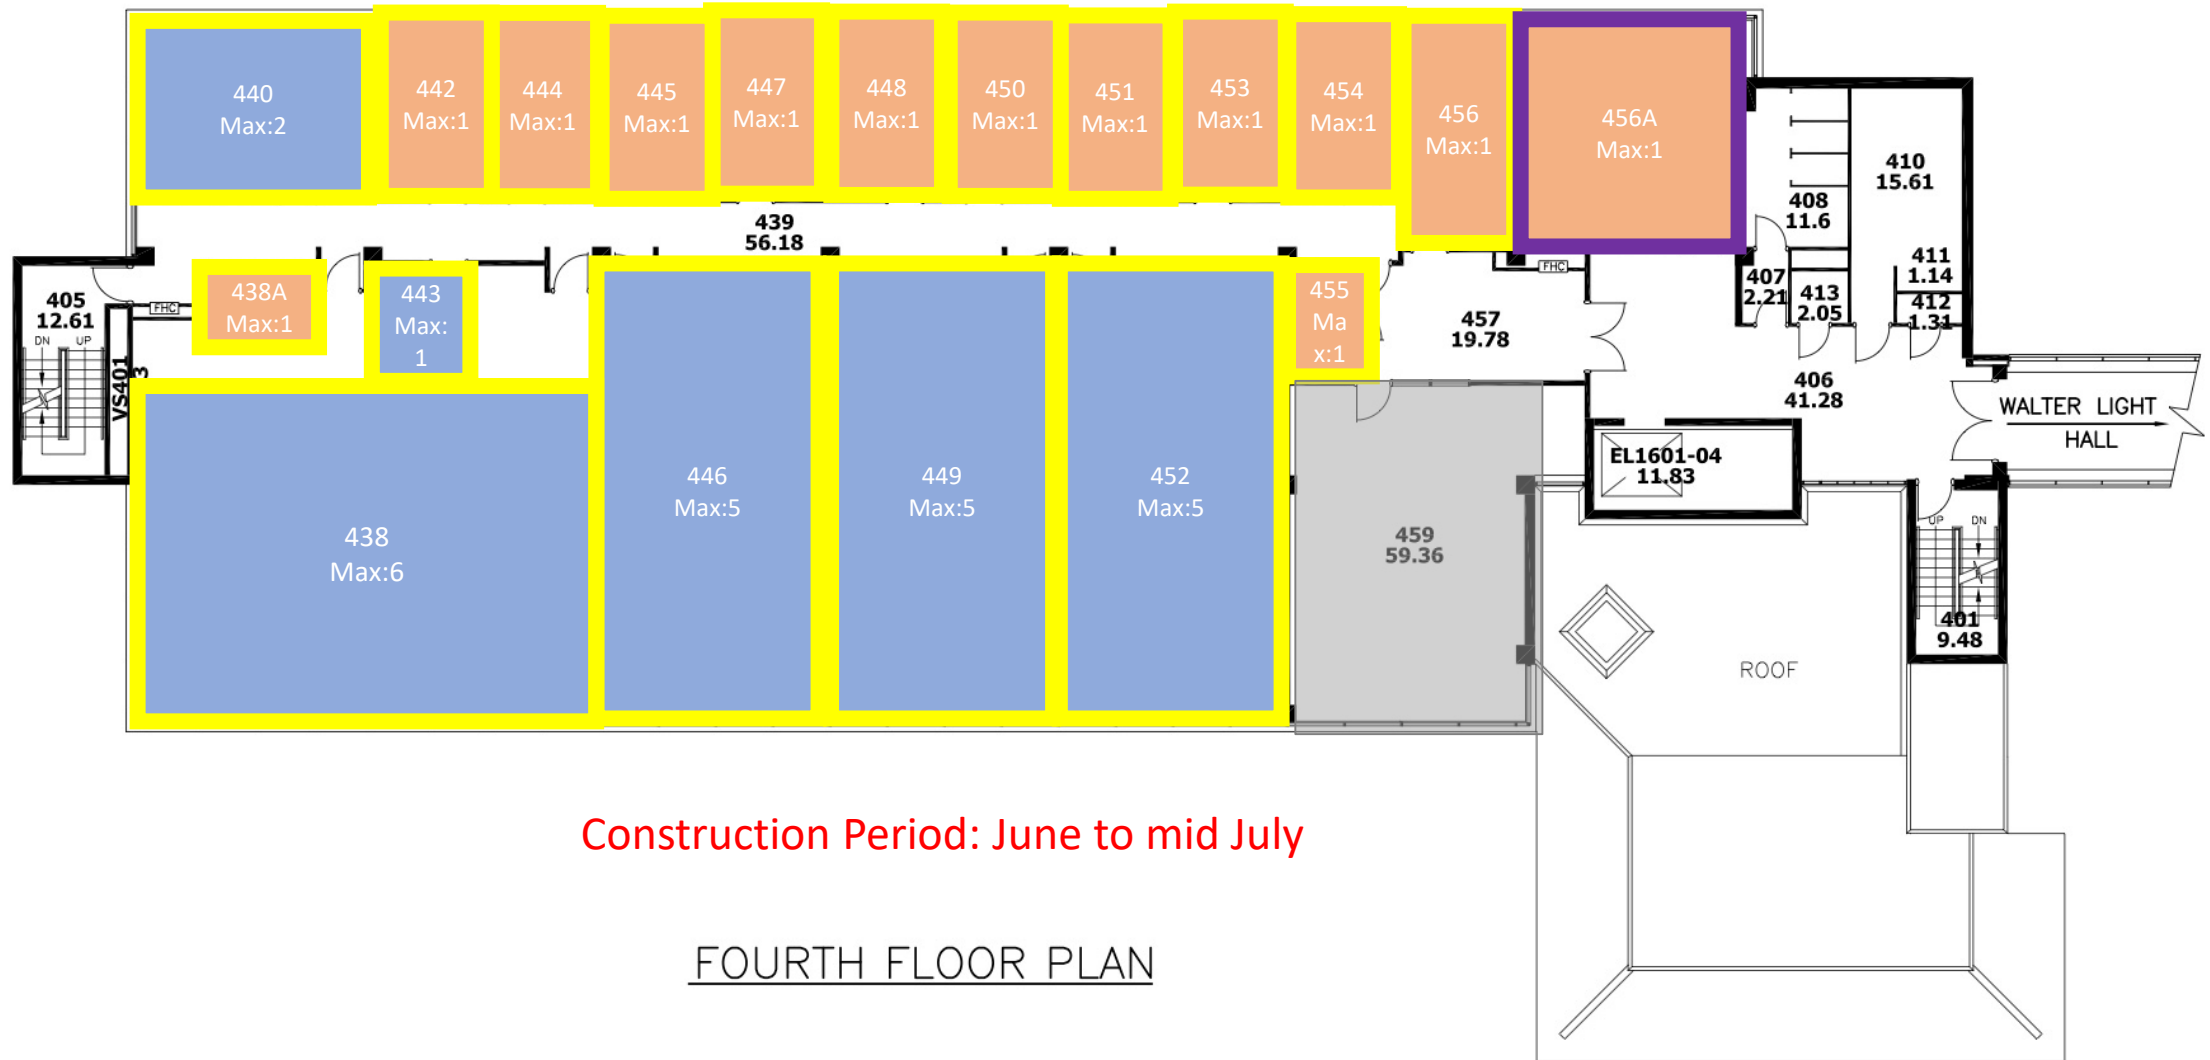 440
Max:2
442
Max:1
444
Max:1
445
Max:1
447
Max:1
448
Max:1
450
Max:1
451
Max:1
453
Max:1
454
Max:1
456
Max:1
456A
Max:1
410
15.61
408
11.6
439
56.18
411
1.14
407
2.21
413
2.05
412
1.31
FHC
405
12.61
DN
UP
FHC
438A
Max:1
443
Max:
1
455
Ma
x:1
457
19.78
VS401
3
406
41.28
WALTER LIGHT
HALL
EL1601-04
11.83
446
Max:5
449
Max:5
452
Max:5
438
Max:6
459
59.36
UP
DN
401
9.48
ROOF
Construction Period: June to mid July
FOURTH FLOOR PLAN